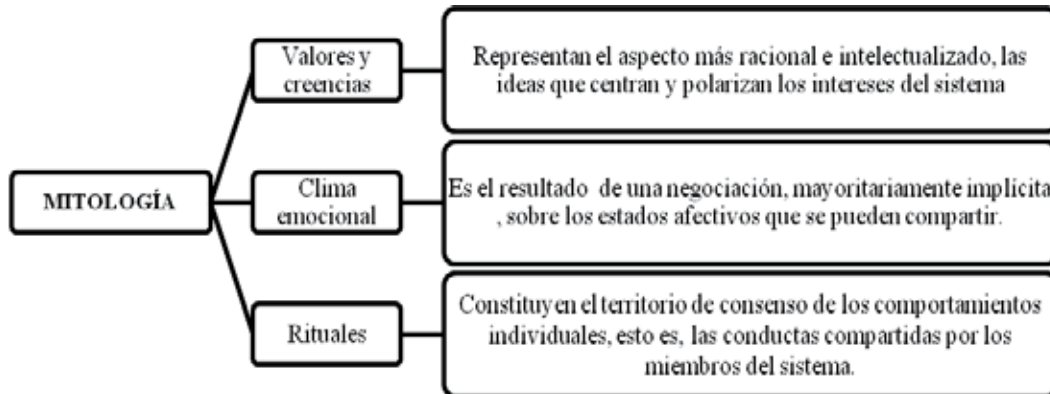 MITOLOGÍA
Valores y
creencias
Representan el aspecto más racional e intelectualizado, las
ideas que centran y polarizan los intereses del sistema
Clima
emocional
Es el resultado de una negociación, mayoritariamente implícita
, sobre los estados afectivos que se pueden compartir.
Rituales
Constituyen el territorio de consenso de los comportamientos
individuales, esto es, las conductas compartidas por los
miembros del sistema.